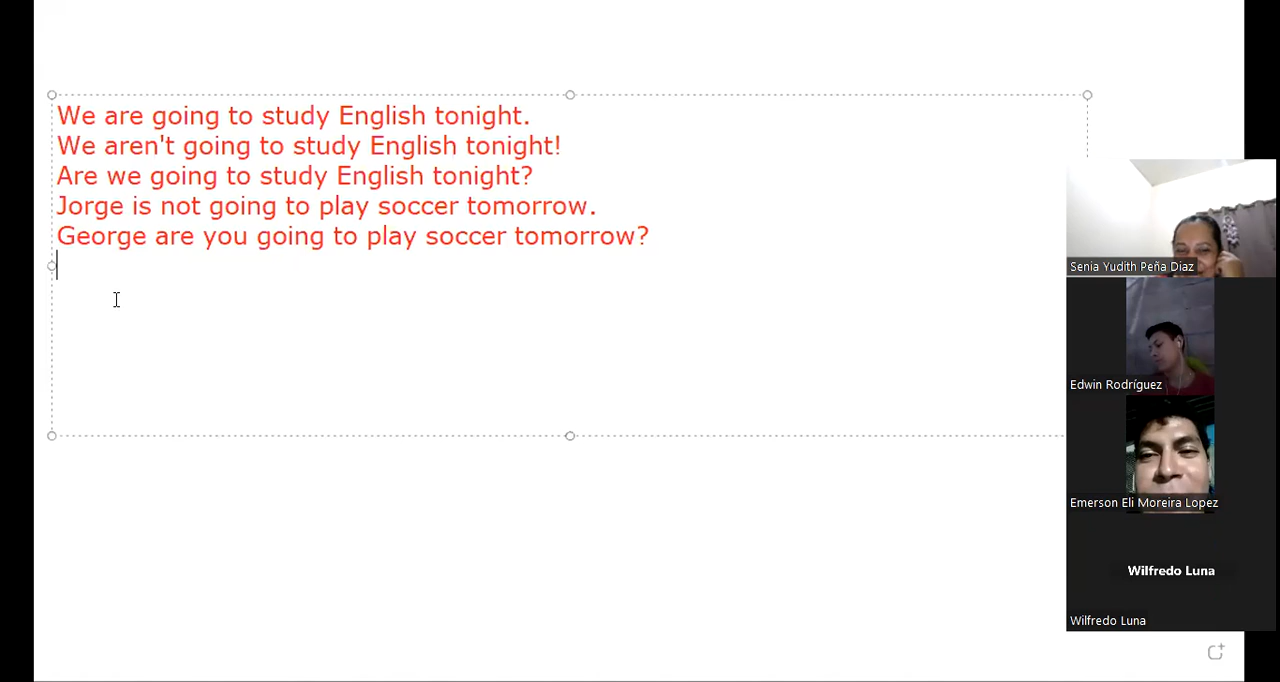 We are going to study English tonight.
We aren't going to study English tonight!
Are we going to study English tonight?
Jorge is not going to play soccer tomorrow.
George are you going to play soccer tomorrow?
Senia Yudith Peña Diaz
Edwin Rodríguez
Emerson Eli Moreira Lopez
Wilfredo Luna
Wilfredo Luna